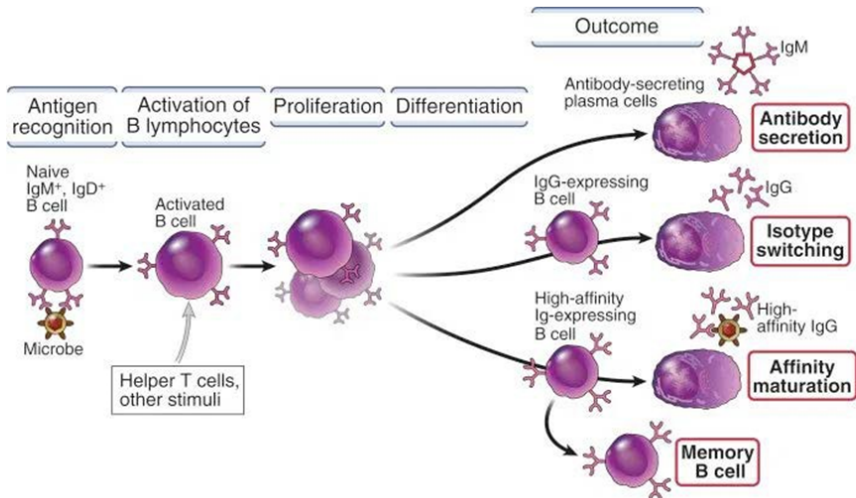 Outcome
IgM
Antigen
recognition
Activation of
B lymphocytes
Proliferation
Differentiation
Antibody-secreting
plasma cells
Antibody
secretion
Naive
IgM+, IgD+
B cell
Activated
B cell
IgG-expressing
B cell
IgG
Isotype
switching
Microbe
High-affinity
Ig-expressing
B cell
High-
affinity IgG
Helper T cells,
other stimuli
Affinity
maturation
Memory
B cell